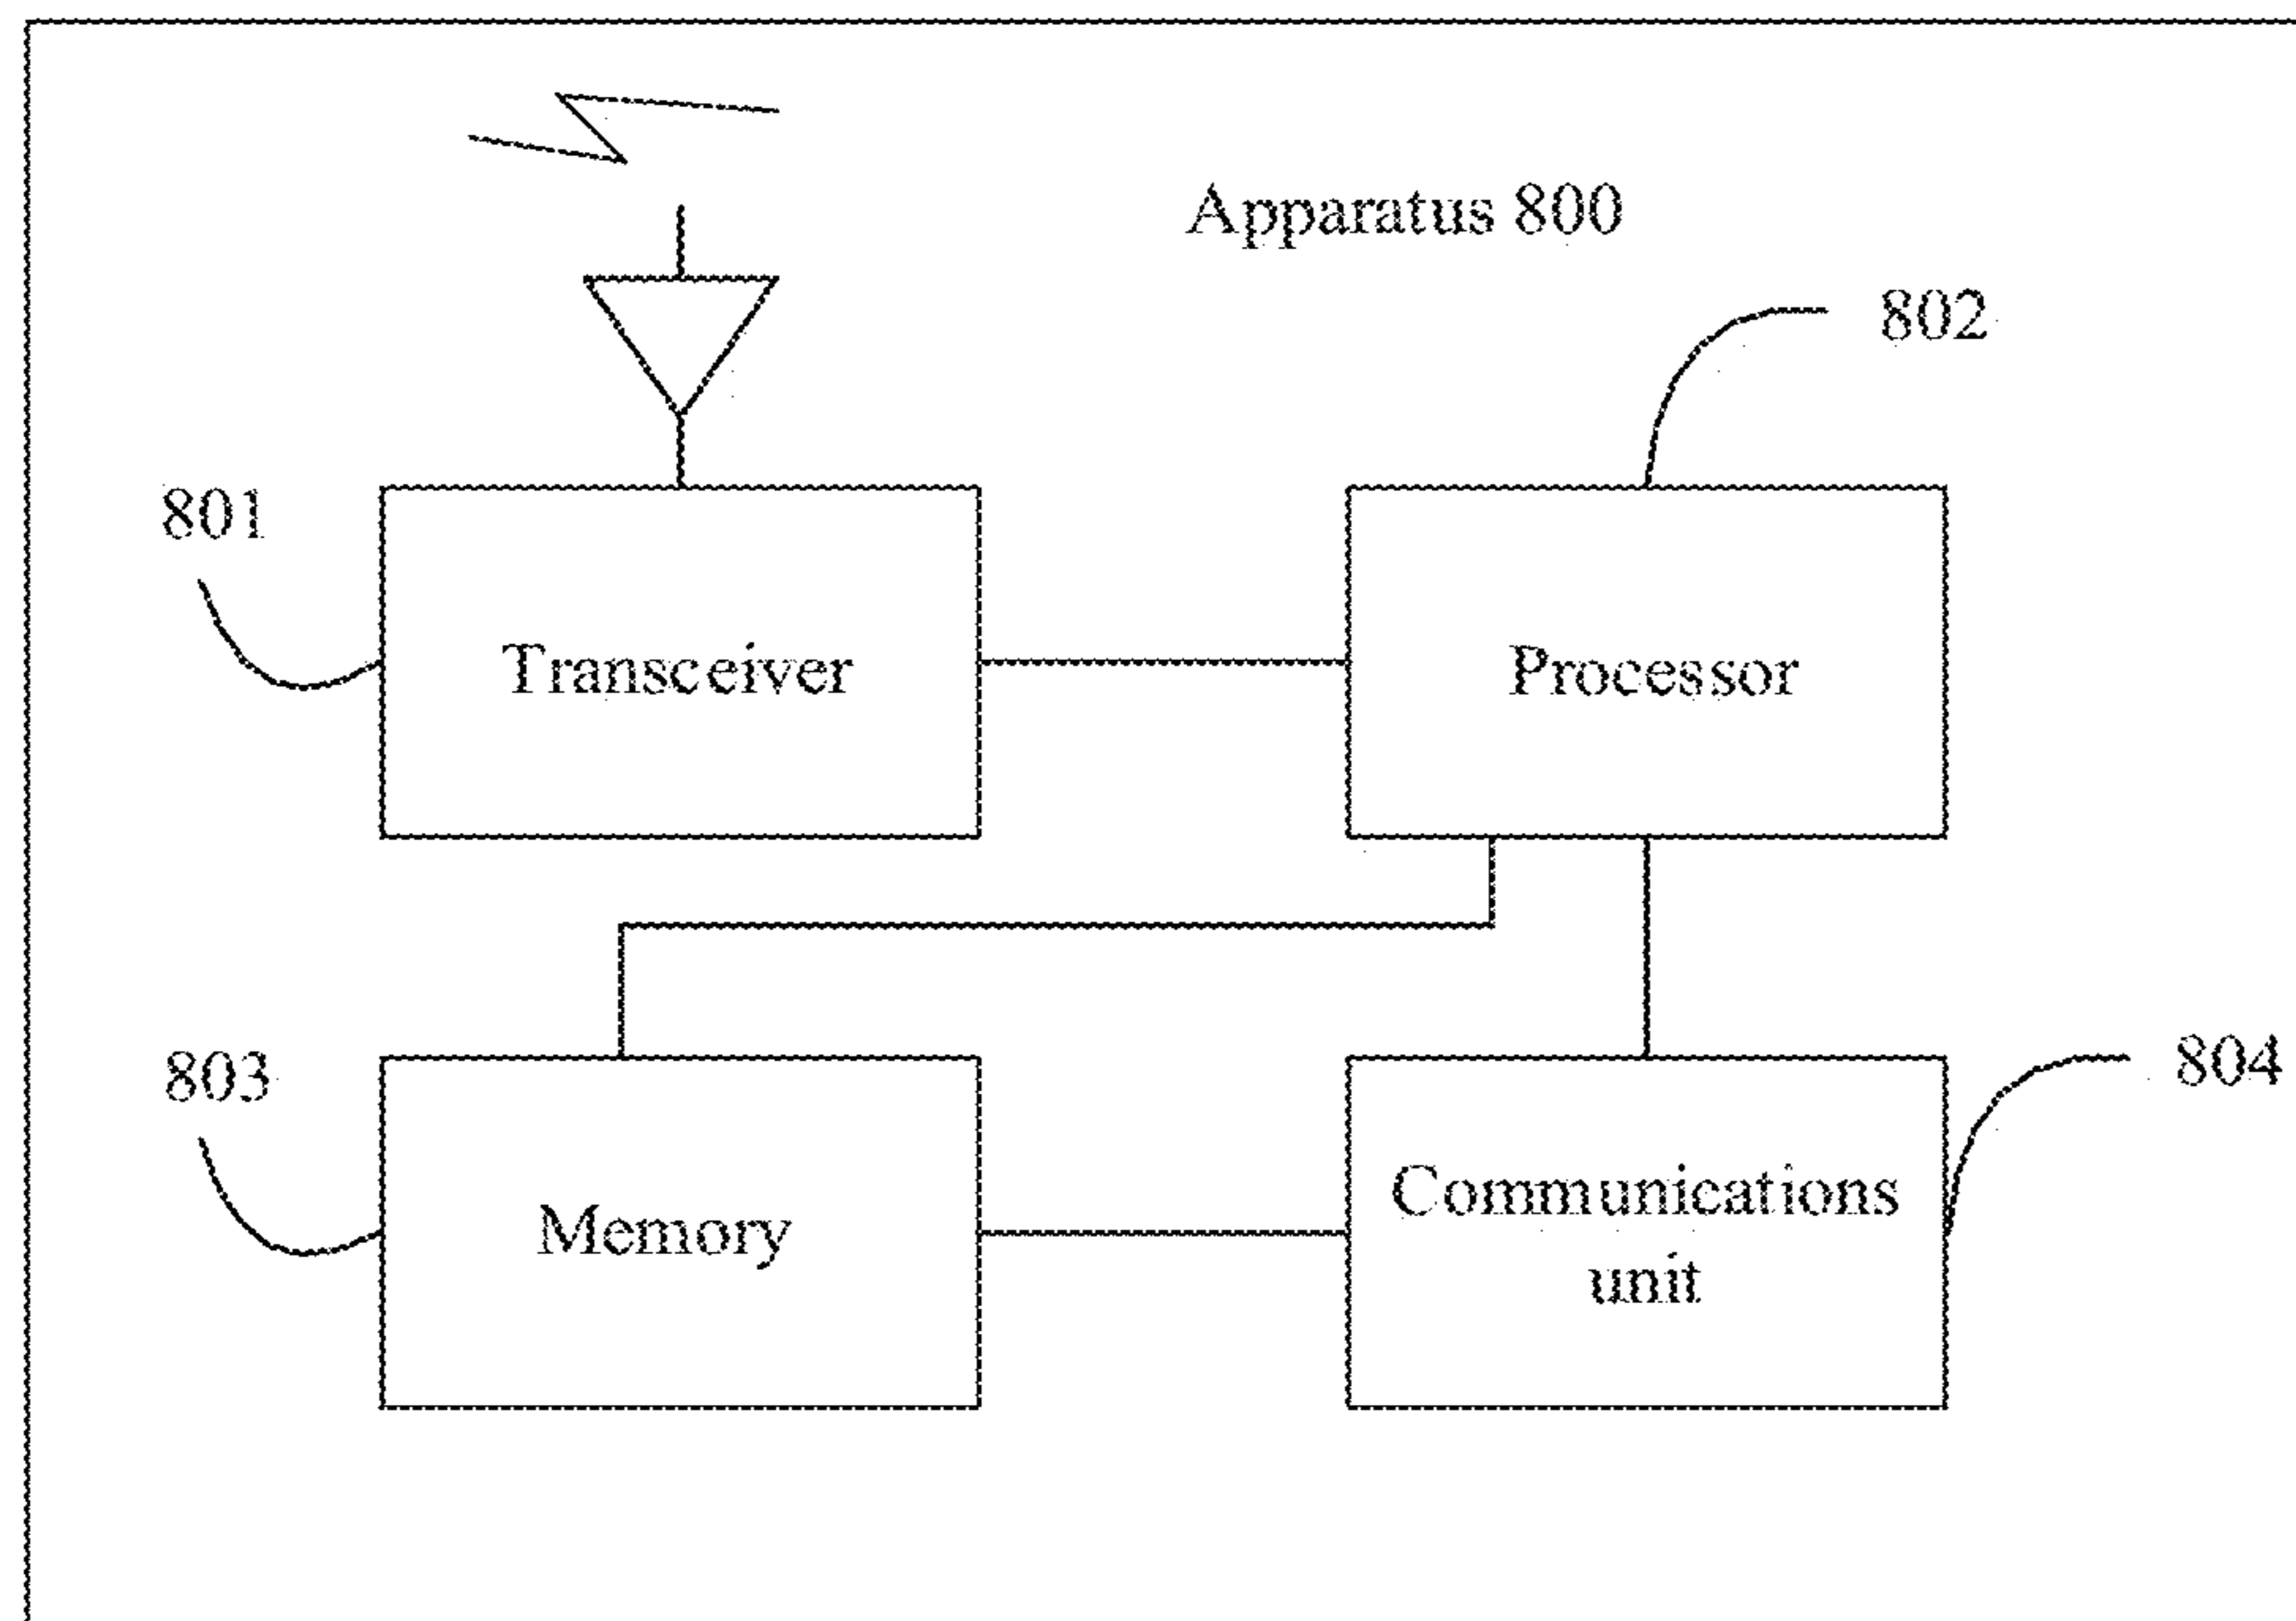 Apparatus 800
802
801
Transceiver
Processor
803
804
Memory
Communications
unit